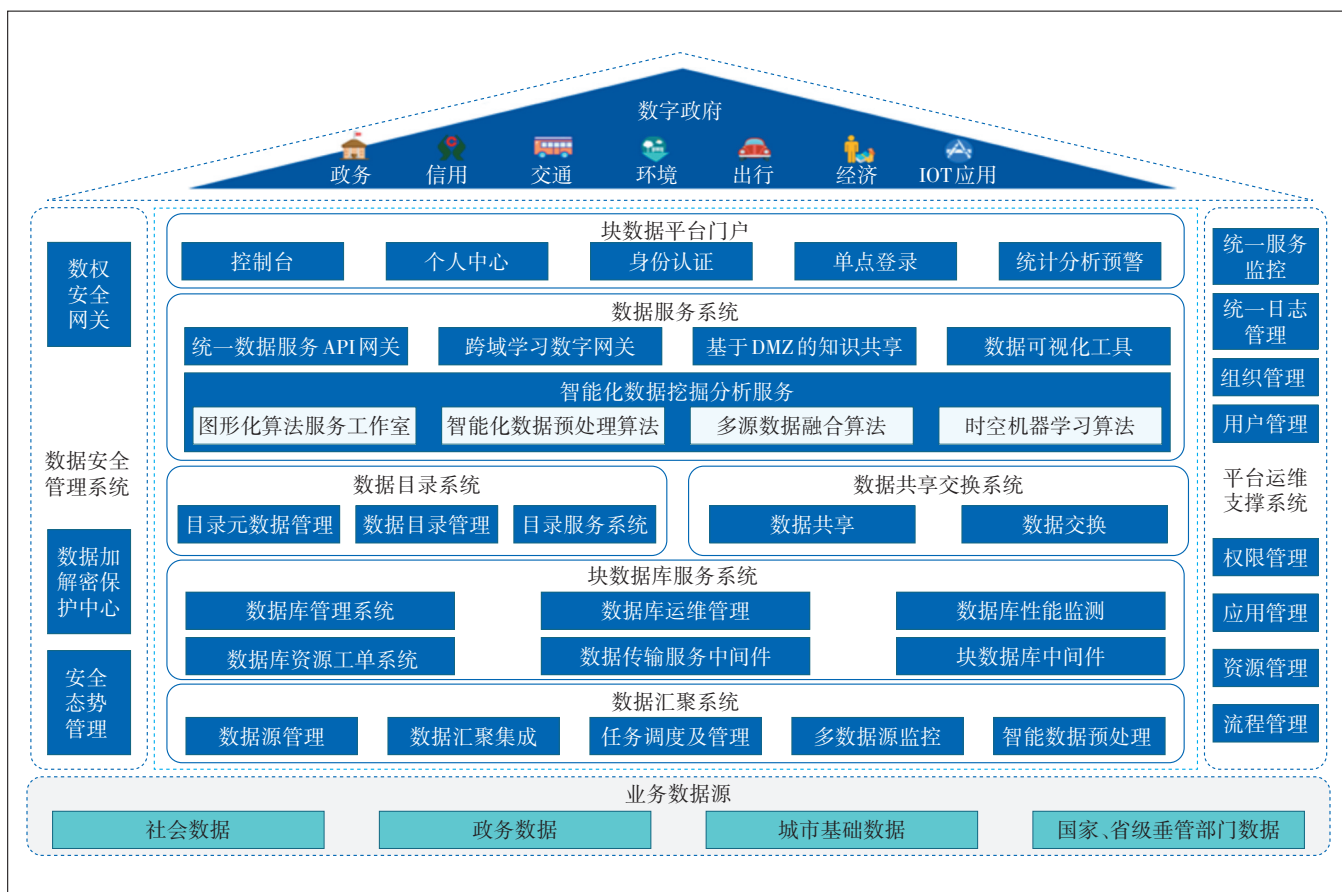 数字政府
政务
信用
交通
环境
出行
经济
IOT应用
数权
安全
网关
数据安全
管理系统
数据加
解密保
护中心
安全
态势
管理
块数据平台门户
控制台
个人中心
身份认证
单点登录
统计分析预警
数据服务系统
统一数据服务API网关
跨域学习数字网关
基于DMZ的知识共享
数据可视化工具
智能化数据挖掘分析服务
图形化算法服务工作室
智能化数据预处理算法
多源数据融合算法
时空机器学习算法
数据目录系统
目录元数据管理
数据目录管理
目录服务系统
数据共享交换系统
数据共享
数据交换
块数据库服务系统
数据库管理系统
数据库运维管理
数据库性能监测
数据库资源工单系统
数据传输服务中间件
块数据库中间件
数据汇聚系统
数据源管理
数据汇聚集成
任务调度及管理
多数据源监控
智能数据预处理
统一服务
监控
统一日志
管理
组织管理
用户管理
平台运维
支撑系统
权限管理
应用管理
资源管理
流程管理
业务数据源
社会数据
政务数据
城市基础数据
国家、省级垂管部门数据